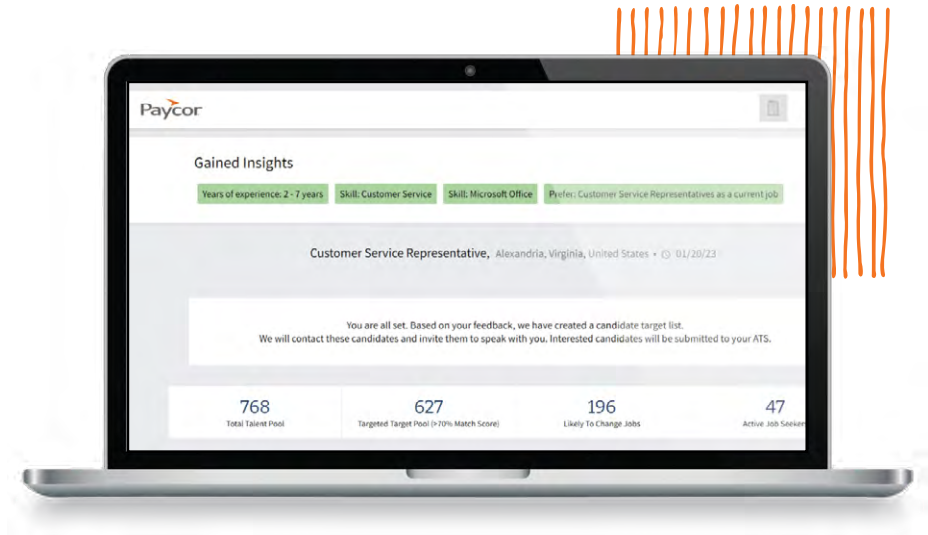 Paycor
Gained Insights
Years of experience: 2 - 7 years Skill: Customer Service Skill: Microsoft Office Prefer: Customer Service Representatives as a current job
Customer Service Representative, Alexandria, Virginia, United States • 01/20/23
You are all set. Based on your feedback, we have created a candidate target list.
We will contact these candidates and invite them to speak with you. Interested candidates will be submitted to your ATS.
768 627 196 47
Total Talent Pool Targeted Target Pool (>70% Match Score) Likely To Change Jobs Active Job Seeker